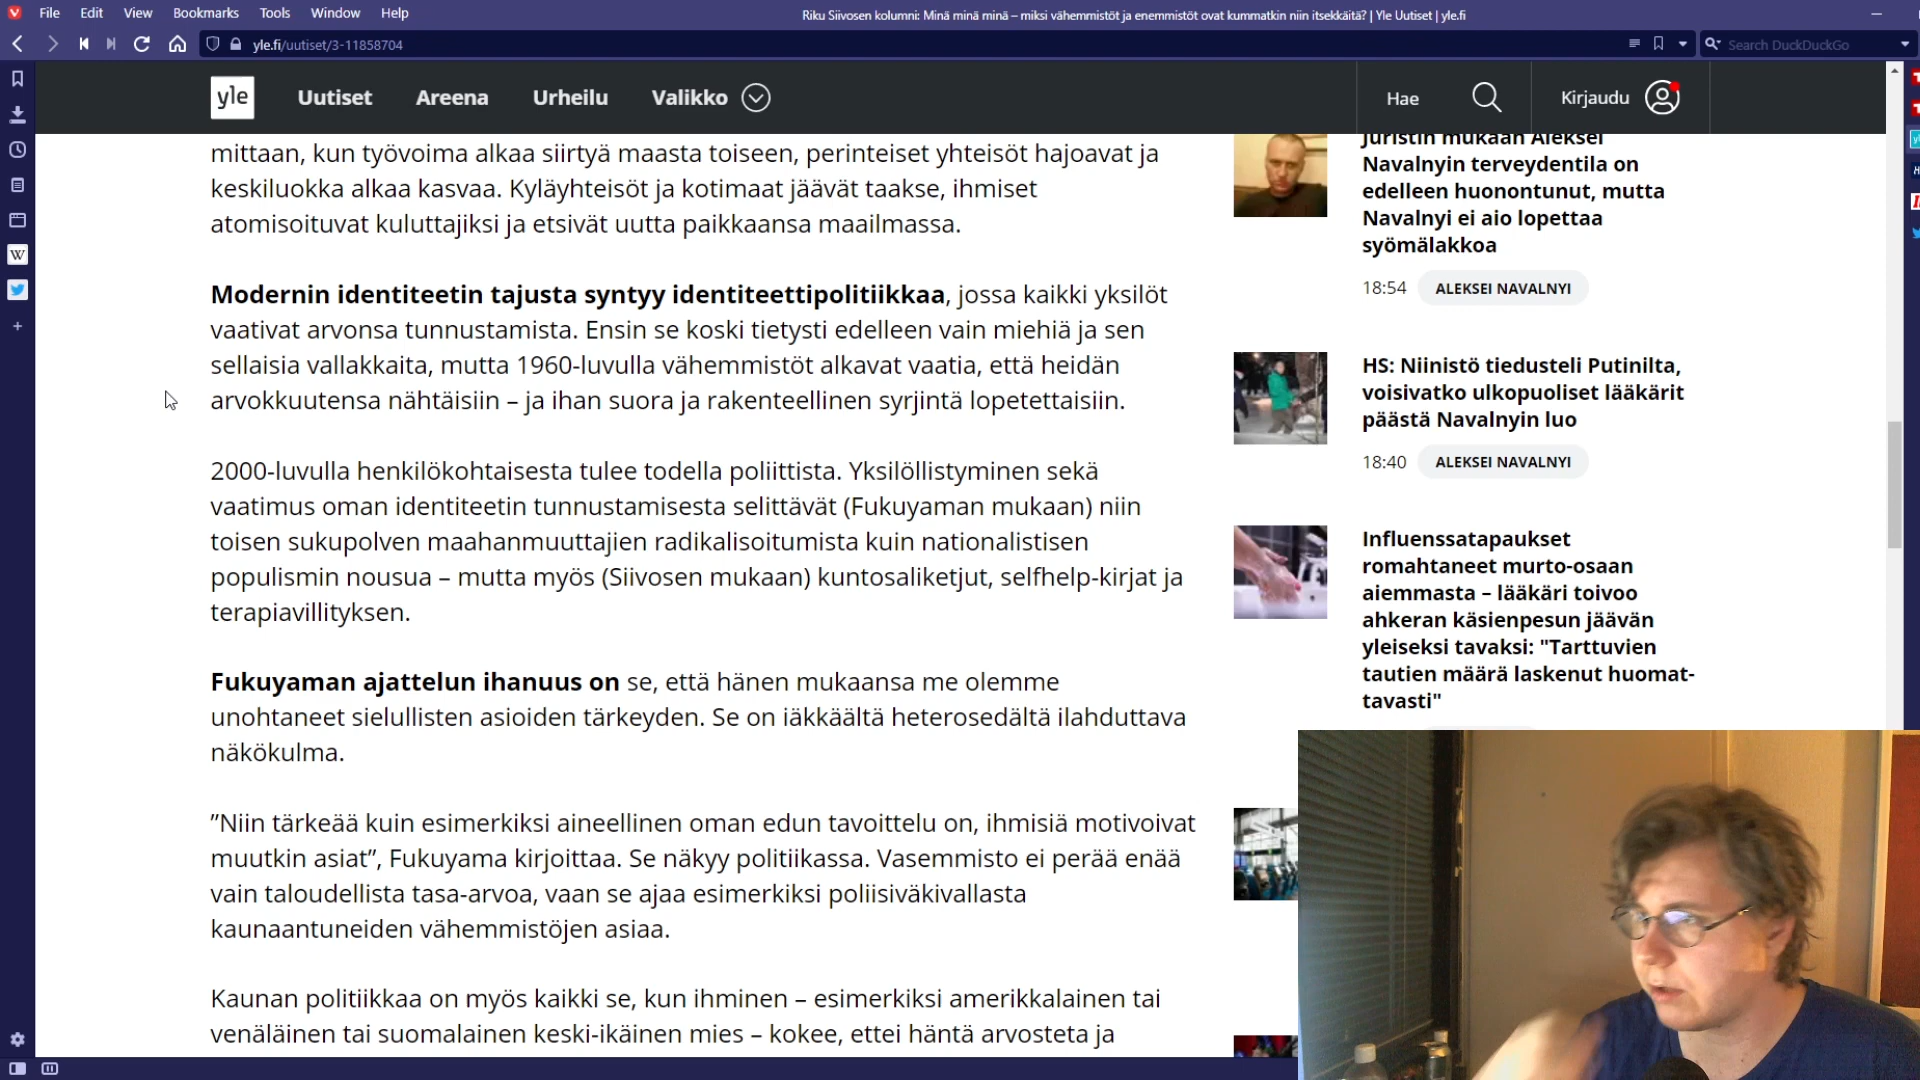 File Edit View Bookmarks Tools Window Help
Riku Siivosen kolumni: Minä minä minä – miksi vähemmistöt ja enemmistöt ovat kummatkin niin itsekkäitä? | Yle Uutiset | yle.fi
yle.fi/uutiset/3-11858704
Search DuckDuckGo
yle
Uutiset
Areena
Urheilu
Valikko
Hae
Kirjaudu
W
mittaan, kun työvoima alkaa siirtyä maasta toiseen, perinteiset yhteisöt hajoavat ja
keskiluokka alkaa kasvaa. Kyläyhteisöt ja kotimaat jäävät taakse, ihmiset
atomisoituvat kuluttajiksi ja etsivät uutta paikkaansa maailmassa.
Modernin identiteetin tajusta syntyy identiteettipolitiikkaa, jossa kaikki yksilöt
vaativat arvonsa tunnustamista. Ensin se koski tietysti edelleen vain miehiä ja sen
sellaisia vallakkaita, mutta 1960-luvulla vähemmistöt alkavat vaatia, että heidän
arvokkuutensa nähtäisiin – ja ihan suora ja rakenteellinen syrjintä lopetettaisiin.
2000-luvulla henkilökohtaisesta tulee todella poliittista. Yksilöllistyminen sekä
vaatimus oman identiteetin tunnustamisesta selittävät (Fukuyaman mukaan) niin
toisen sukupolven maahanmuuttajien radikalisoitumista kuin nationalistisen
populismin nousua – mutta myös (Siivosen mukaan) kuntosaliketjut, selfhelp-kirjat ja
terapiavillityksen.
Fukuyaman ajattelun ihanuus on se, että hänen mukaansa me olemme
unohtaneet sielullisten asioiden tärkeyden. Se on iäkkäältä heterosedältä ilahduttava
näkökulma.
”Niin tärkeää kuin esimerkiksi aineellinen oman edun tavoittelu on, ihmisiä motivoivat
muutkin asiat”, Fukuyama kirjoittaa. Se näkyy politiikassa. Vasemmisto ei perää enää
vain taloudellista tasa-arvoa, vaan se ajaa esimerkiksi poliisiväkivallasta
kaunaantuneiden vähemmistöjen asiaa.
Kaunan politiikkaa on myös kaikki se, kun ihminen – esimerkiksi amerikkalainen tai
venäläinen tai suomalainen keski-ikäinen mies – kokee, ettei häntä arvosteta ja
Juristin mukaan Aleksei
Navalnyin terveydentila on
edelleen huonontunut, mutta
Navalnyi ei aio lopettaa
syömälakkoa
18:54 ALEKSEI NAVALNYI
HS: Niinistö tiedusteli Putinilta,
voisivatko ulkopuoliset lääkärit
päästä Navalnyin luo
18:40 ALEKSEI NAVALNYI
Influenssatapaukset
romahtaneet murto-osaan
aiemmasta – lääkäri toivoo
ahkeran käsienpesun jäävän
yleiseksi tavaksi: "Tarttuvien
tautien määrä laskenut huomat-
tavasti"